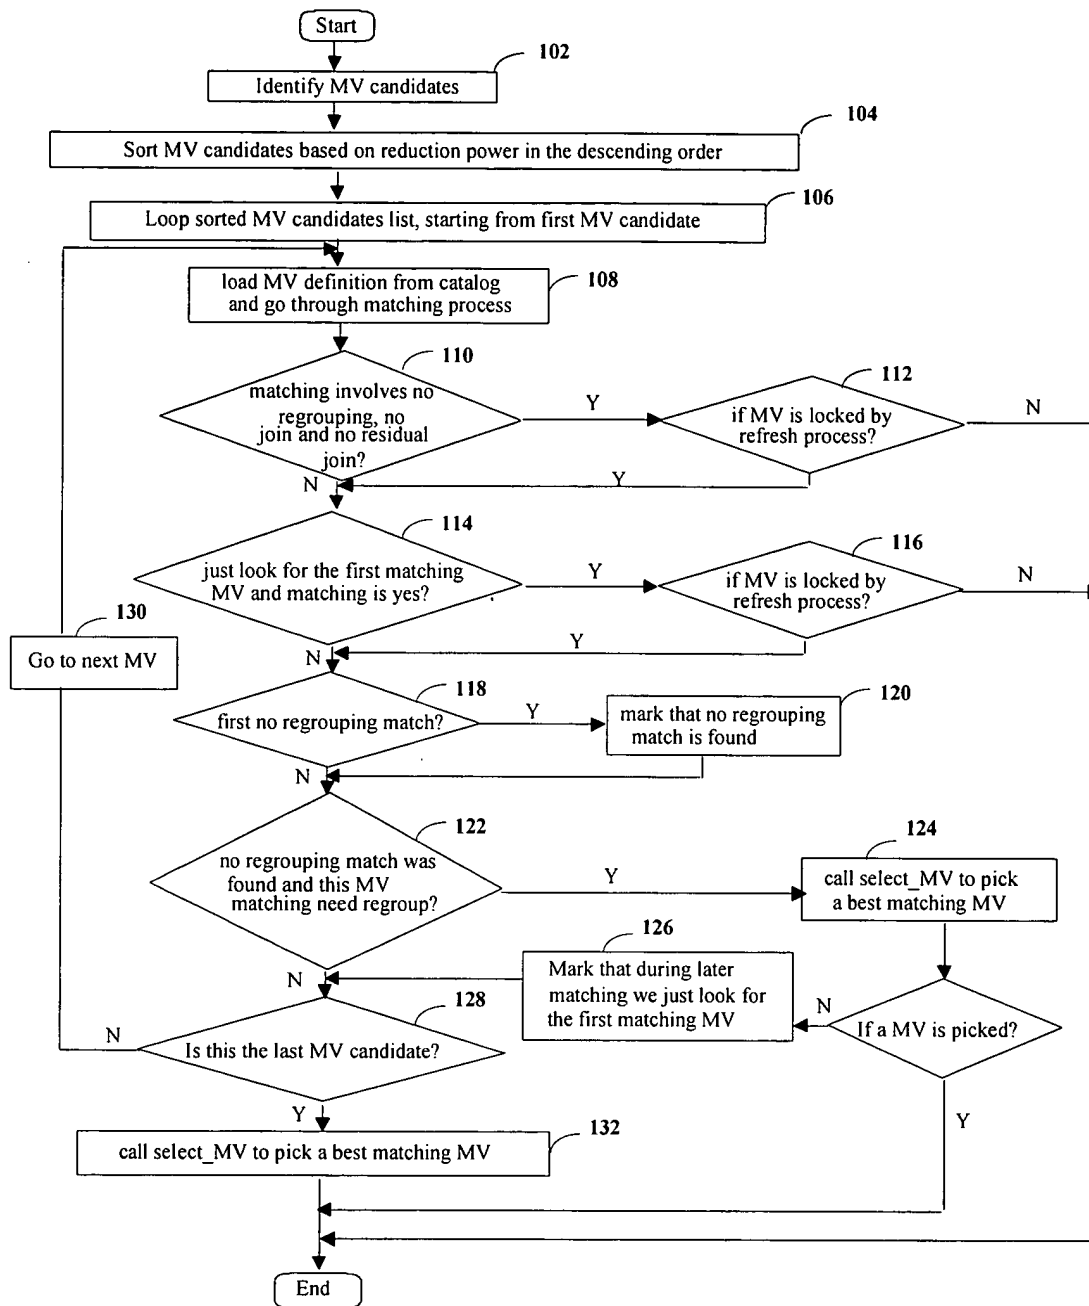 Start
102
Identify MV candidates
104
Sort MV candidates based on reduction power in the descending order
106
Loop sorted MV candidates list, starting from first MV candidate
load MV definition from catalog
and go through matching process
108
110
matching involves no
regrouping, no
join and no residual
join?
Y
112
if MV is locked by
refresh process?
N
N
Y
114
just look for the first matching
MV and matching is yes?
Y
116
if MV is locked by
refresh process?
N
130
Go to next MV
N
Y
118
first no regrouping match?
Y
120
mark that no regrouping
match is found
N
122
no regrouping match was
found and this MV
matching need regroup?
Y
124
call select_MV to pick
a best matching MV
126
Mark that during later
matching we just look for
the first matching MV
N
If a MV is picked?
N
128
N
Is this the last MV candidate?
Y
Y
132
call select_MV to pick a best matching MV
End